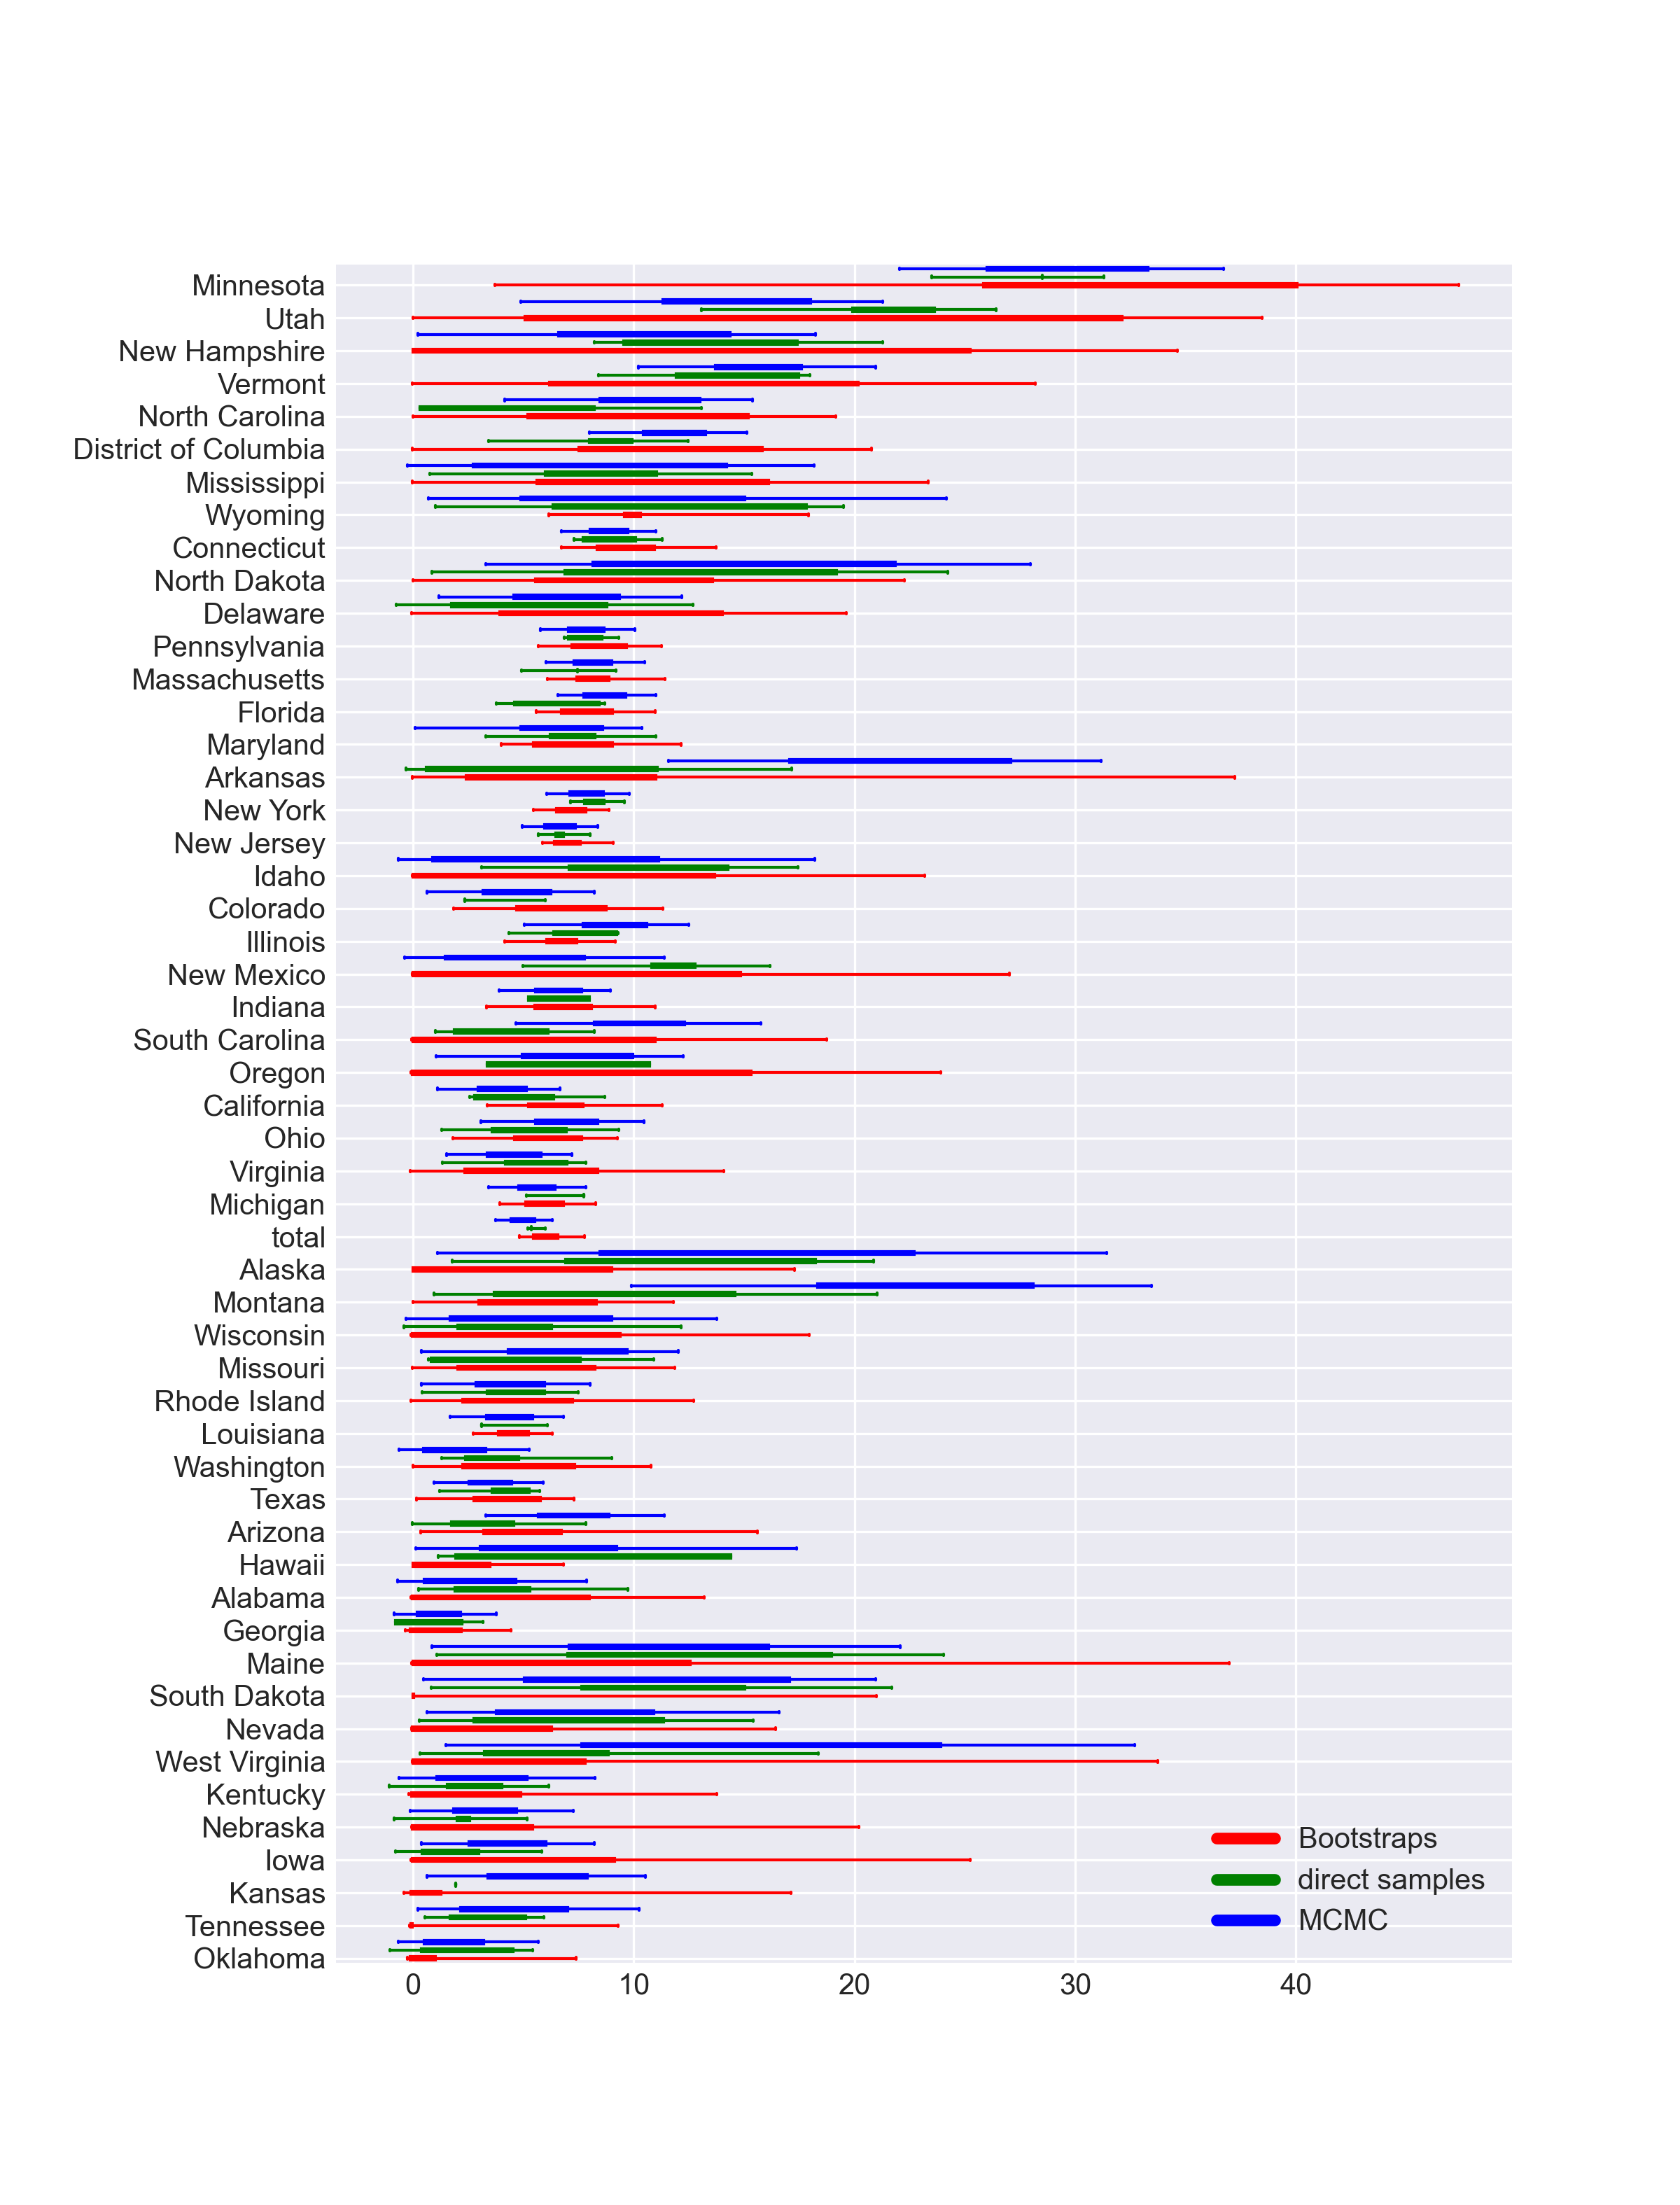 Minnesota
Utah
New Hampshire
Vermont
North Carolina
District of Columbia
Mississippi
Wyoming
Connecticut
North Dakota
Delaware
Pennsylvania
Massachusetts
Florida
Maryland
Arkansas
New York
New Jersey
Idaho
Colorado
Illinois
New Mexico
Indiana
South Carolina
Oregon
California
Ohio
Virginia
Michigan
total
Alaska
Montana
Wisconsin
Missouri
Rhode Island
Louisiana
Washington
Texas
Arizona
Hawaii
Alabama
Georgia
Maine
South Dakota
Nevada
West Virginia
Kentucky
Nebraska
Iowa
Kansas
Tennessee
Oklahoma
Bootstraps
direct samples
MCMC
0 10 20 30 40